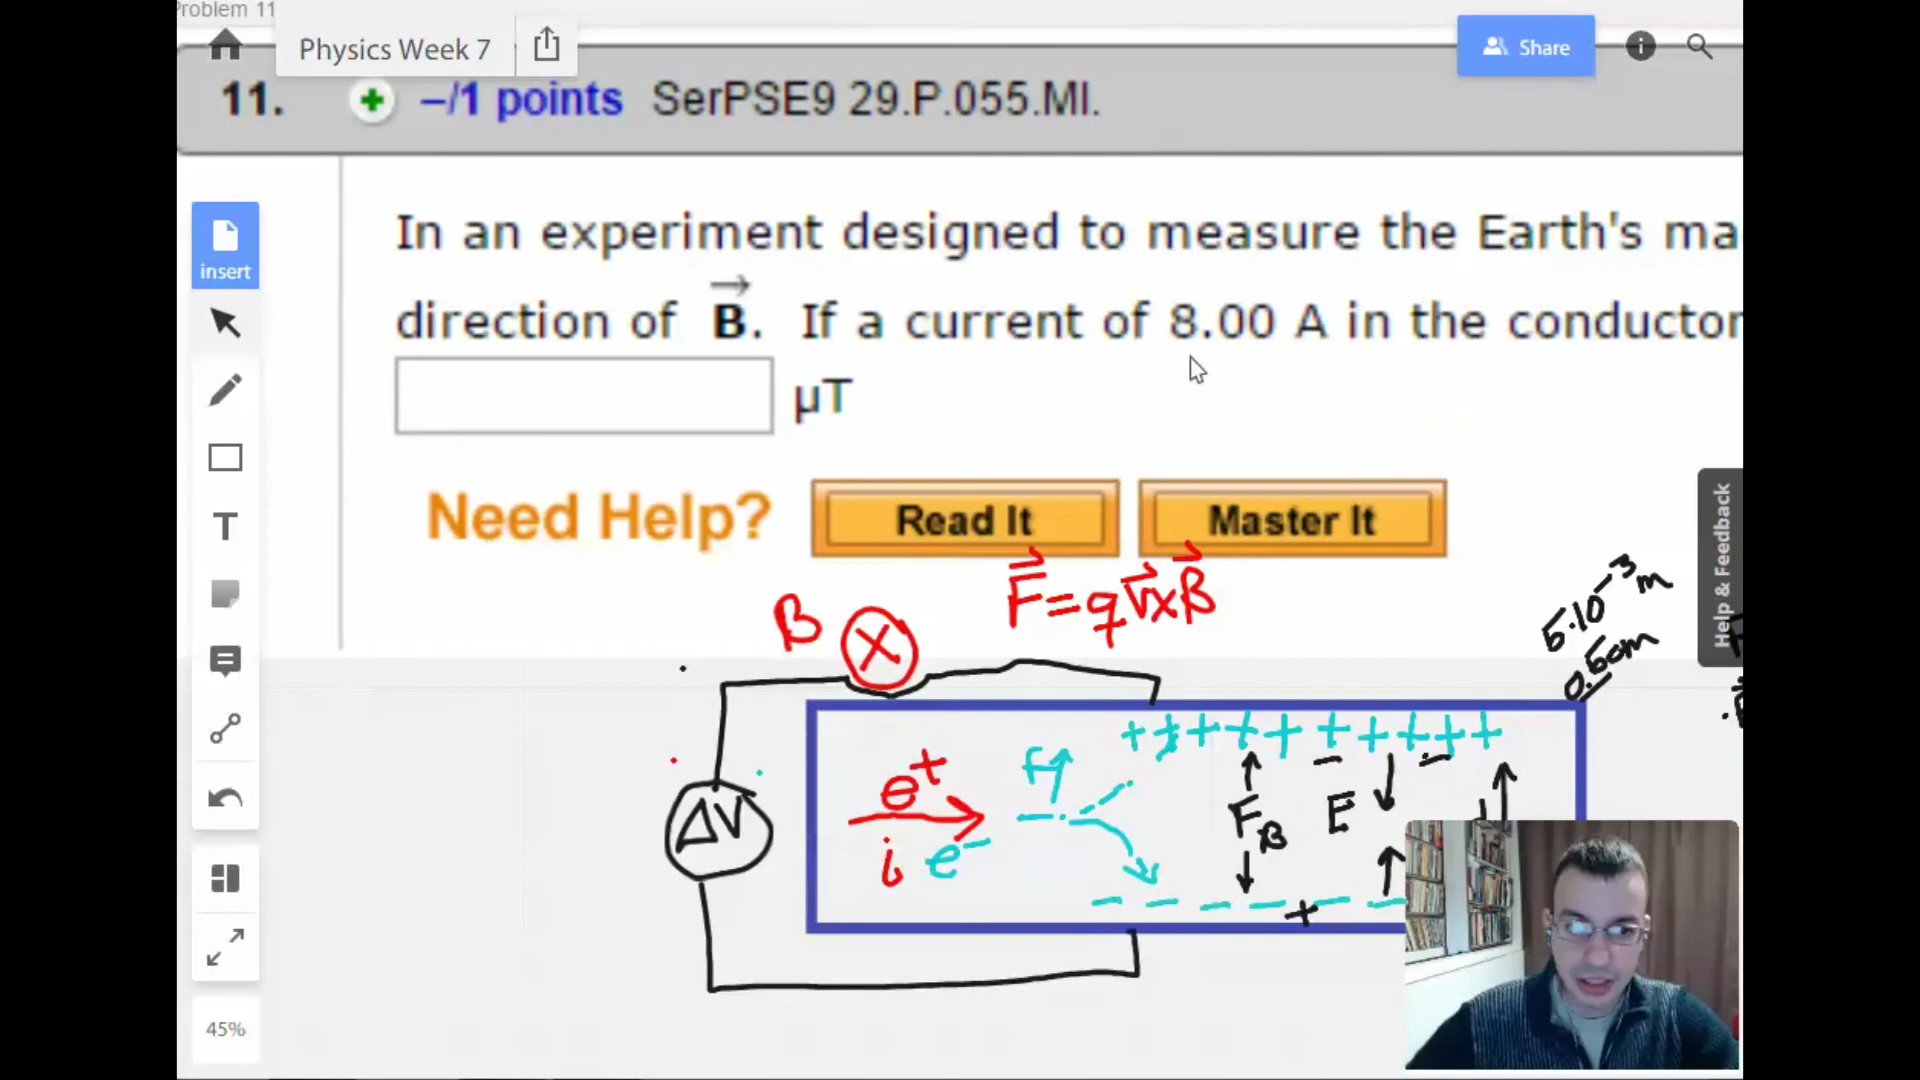 Problem 11
Physics Week 7
Share
11. –/1 points SerPSE9 29.P.055.MI.
insert
In an experiment designed to measure the Earth's ma
direction of B. If a current of 8.00 A in the conductor
µT
Need Help? Read It Master It
Help & Feedback
F = qv x B
B X
5·10⁻³m
0.5cm
+ + + + + + + + + +
ΔV
e+
F
i e-
F_B
E
45%